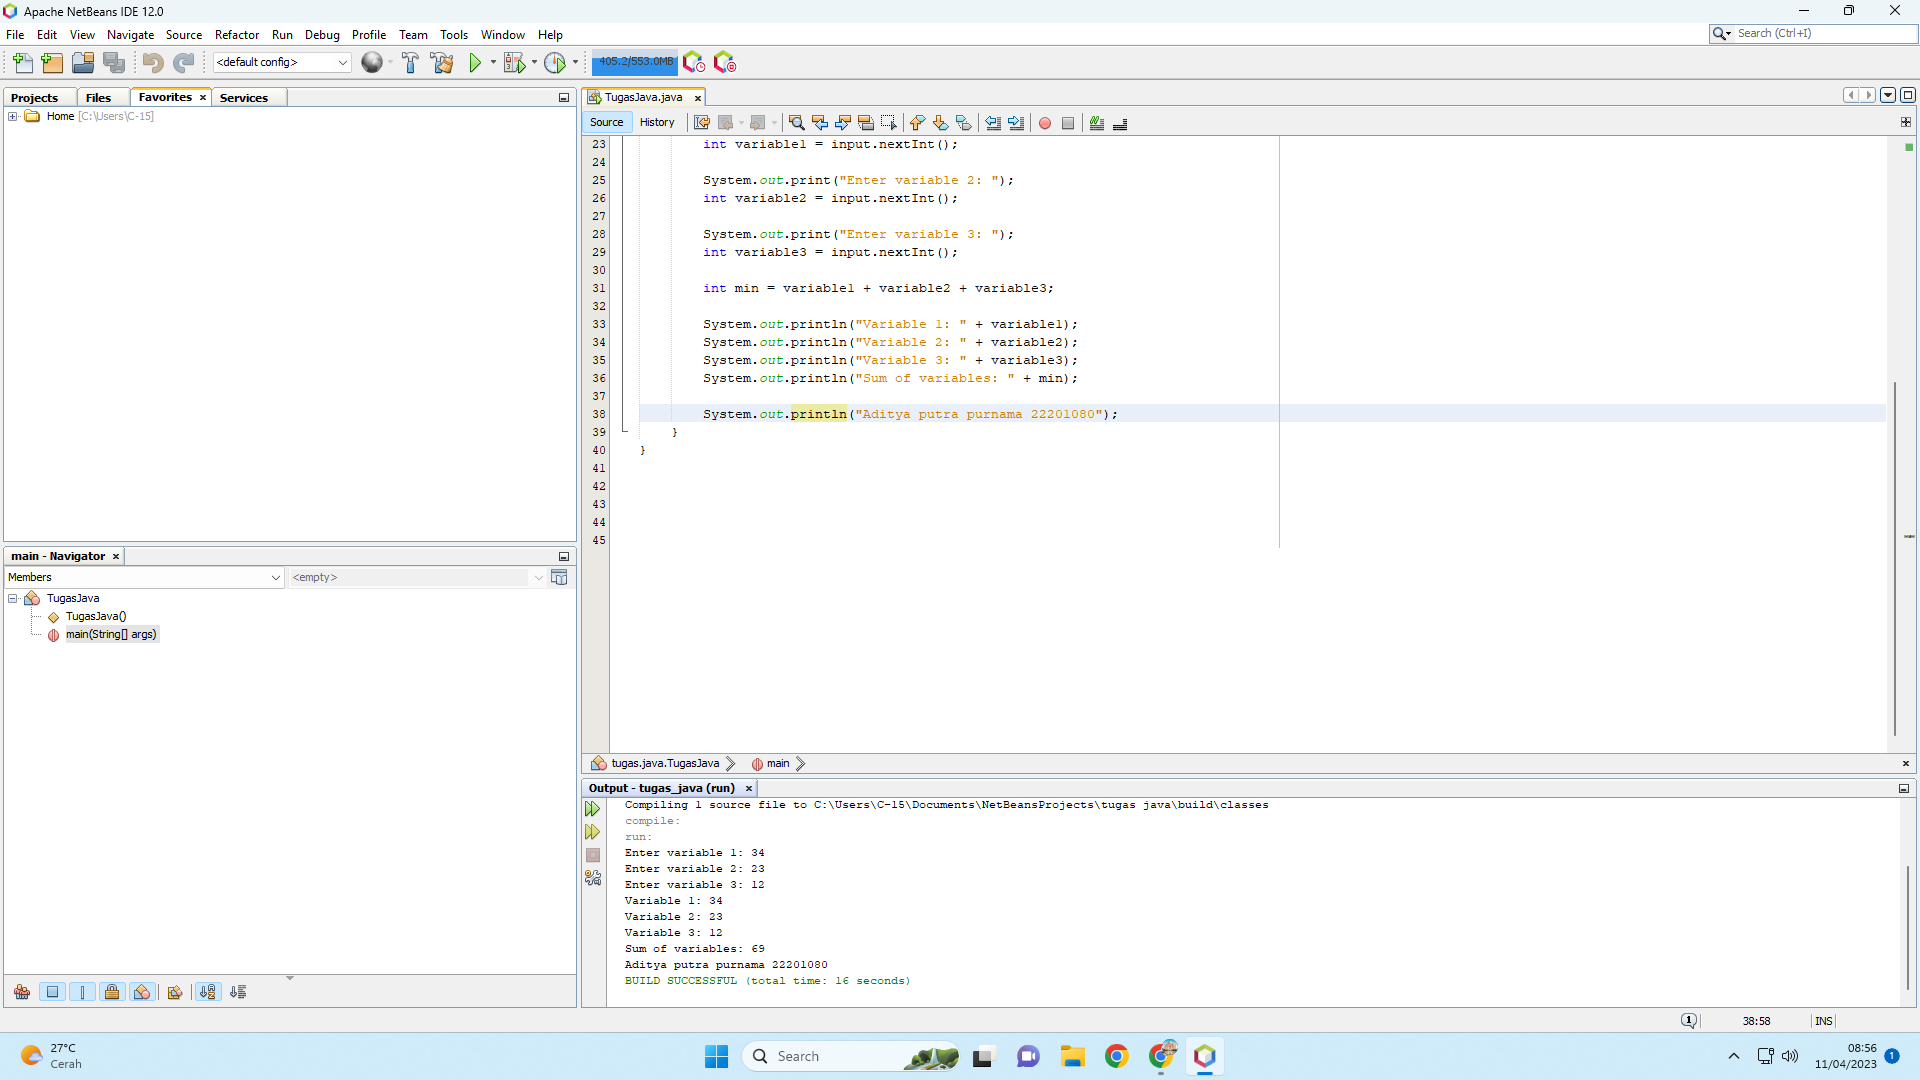 Apache NetBeans IDE 12.0
File Edit View Navigate Source Refactor Run Debug Profile Team Tools Window Help
Search (Ctrl+I)
<default config>
405.2/553.0MB
Projects Files Favorites Services
Home [C:\Users\C-15]
TugasJava.java
Source History
23 int variable1 = input.nextInt();
24
25 System.out.print("Enter variable 2: ");
26 int variable2 = input.nextInt();
27
28 System.out.print("Enter variable 3: ");
29 int variable3 = input.nextInt();
30
31 int min = variable1 + variable2 + variable3;
32
33 System.out.println("Variable 1: " + variable1);
34 System.out.println("Variable 2: " + variable2);
35 System.out.println("Variable 3: " + variable3);
36 System.out.println("Sum of variables: " + min);
37
38 System.out.println("Aditya putra purnama 22201080");
39 }
40 }
41
42
43
44
45
main - Navigator
Members
<empty>
TugasJava
TugasJava()
main(String[] args)
tugas.java.TugasJava main
Output - tugas_java (run)
Compiling 1 source file to C:\Users\C-15\Documents\NetBeansProjects\tugas java\build\classes
compile:
run:
Enter variable 1: 34
Enter variable 2: 23
Enter variable 3: 12
Variable 1: 34
Variable 2: 23
Variable 3: 12
Sum of variables: 69
Aditya putra purnama 22201080
BUILD SUCCESSFUL (total time: 16 seconds)
1
38:58
INS
27°C
Cerah
Search
08:56
11/04/2023
1